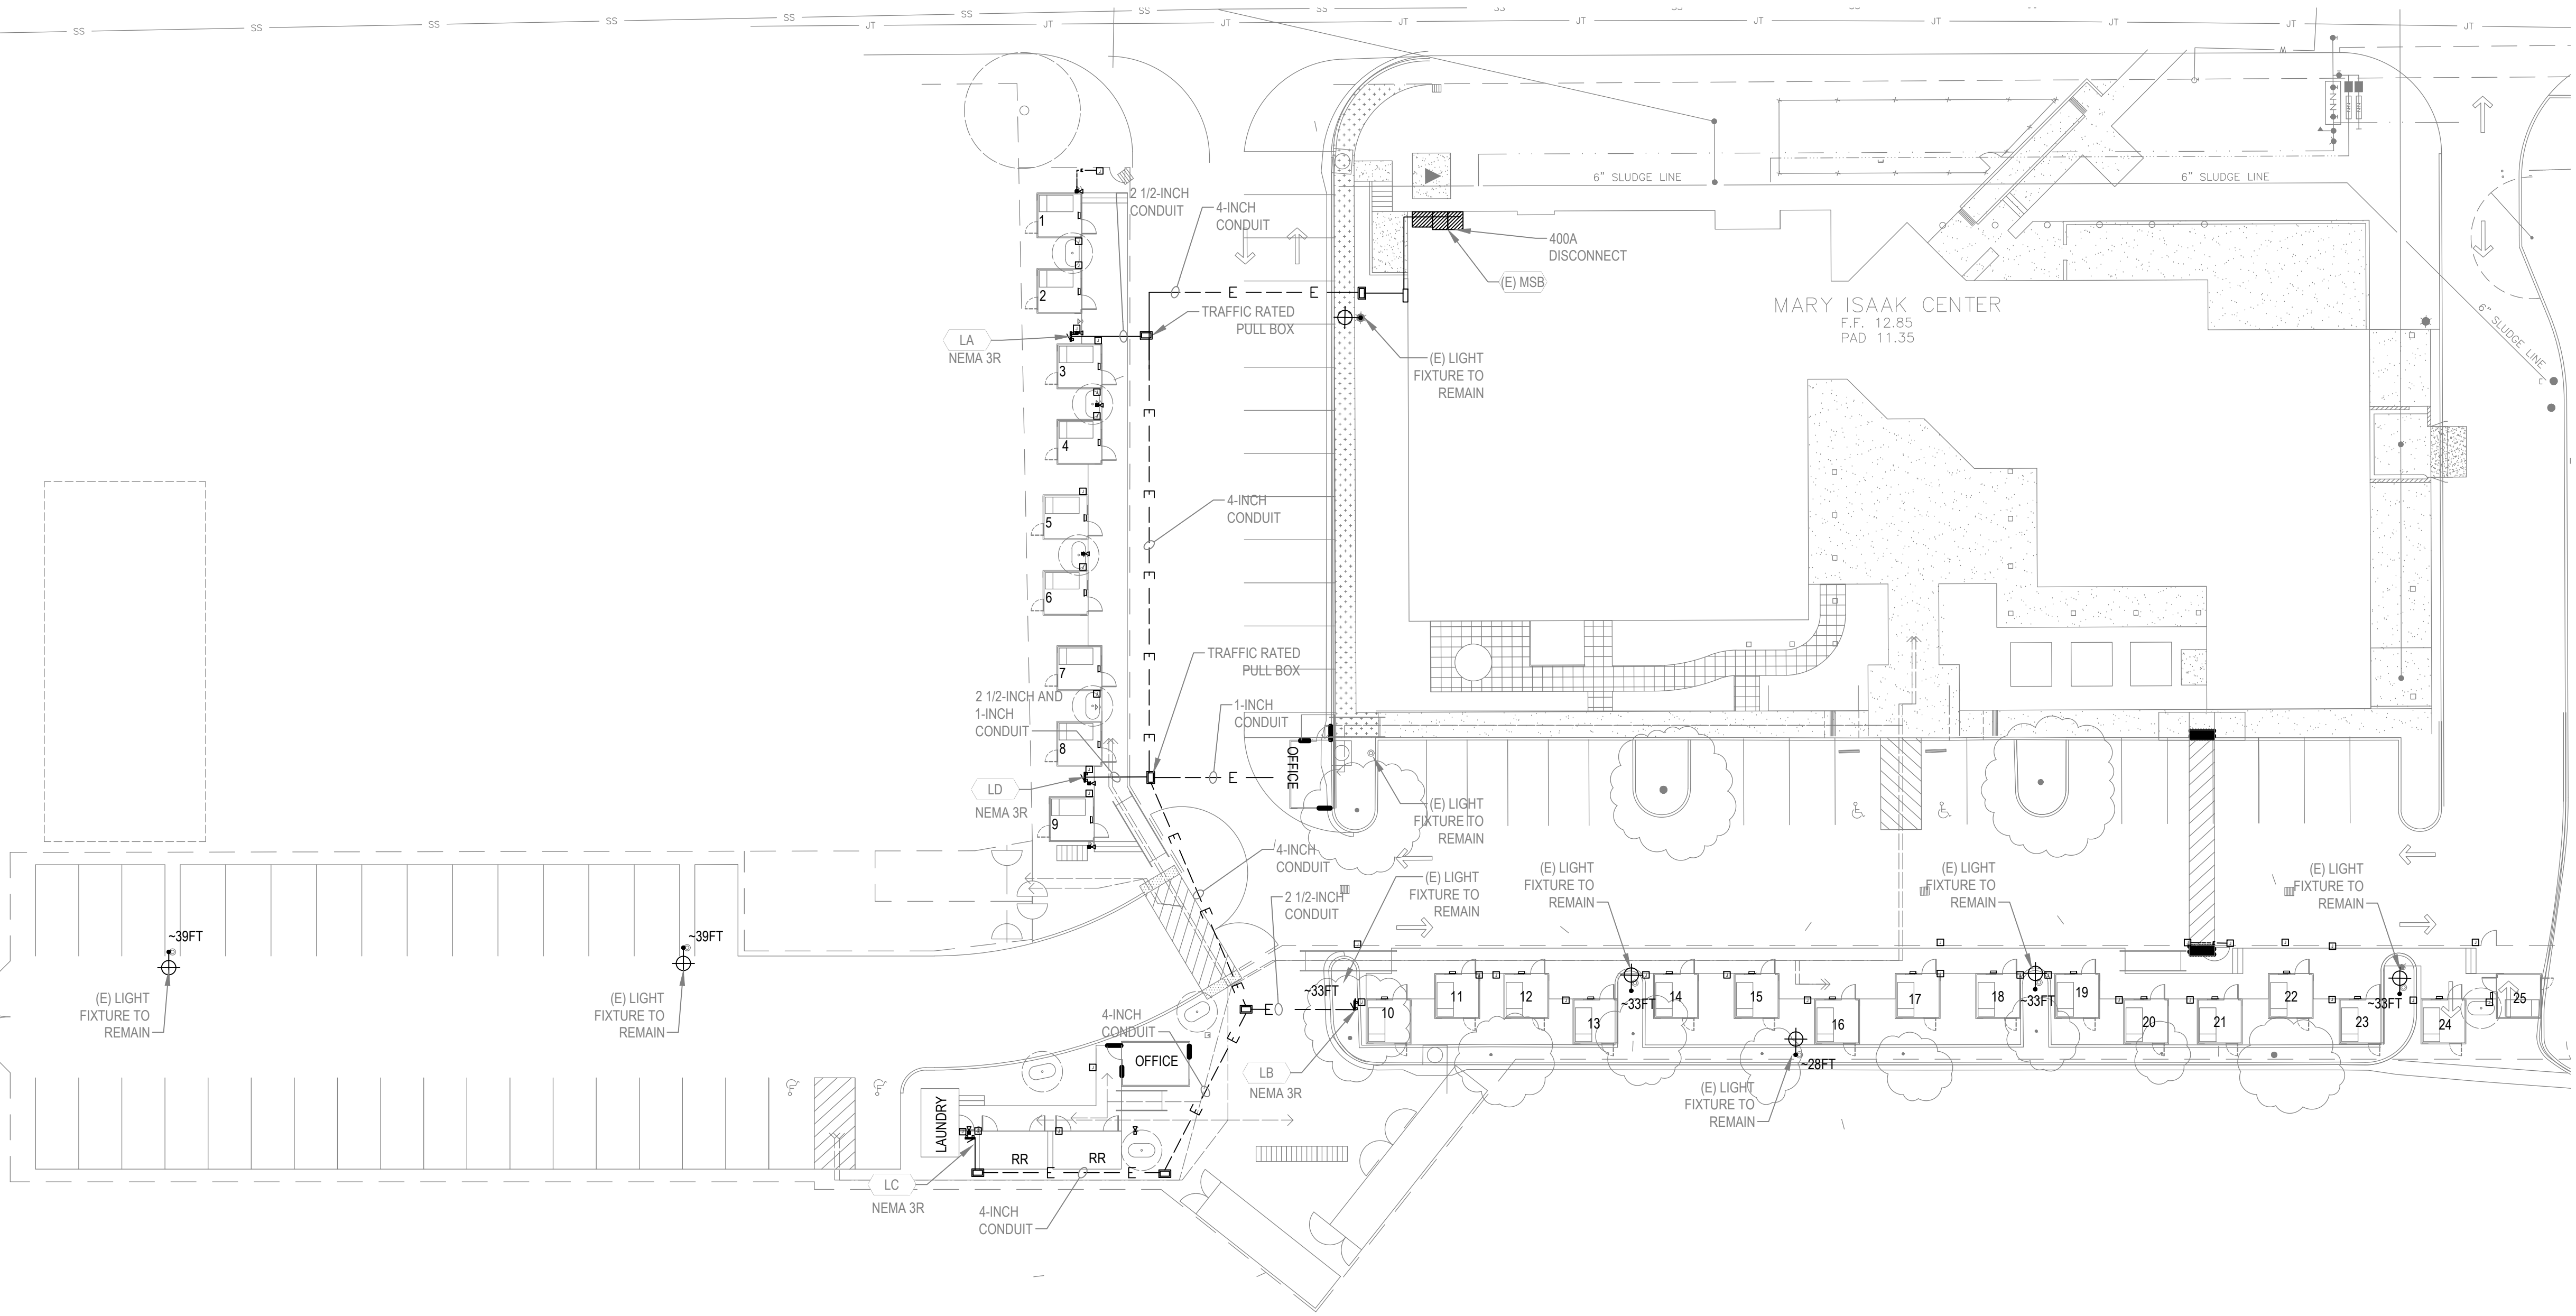 SS
SS
SS
SS
SS
SS
SS
SS
JT
JT
JT
JT
JT
JT
JT
JT
JT
JT
2 1/2-INCH
CONDUIT
4-INCH
CONDUIT
6" SLUDGE LINE
6" SLUDGE LINE
400A
DISCONNECT
(E) MSB
MARY ISAAK CENTER
F.F. 12.85
PAD 11.35
6" SLUDGE LINE
1
2
E
E
TRAFFIC RATED
PULL BOX
LA
NEMA 3R
(E) LIGHT
FIXTURE TO
REMAIN
3
4
E
E
4-INCH
CONDUIT
5
6
E
E
TRAFFIC RATED
PULL BOX
7
8
2 1/2-INCH AND
1-INCH
CONDUIT
1-INCH
CONDUIT
E
E
OFFICE
LD
NEMA 3R
9
(E) LIGHT
FIXTURE TO
REMAIN
E
4-INCH
CONDUIT
E
2 1/2-INCH
CONDUIT
(E) LIGHT
FIXTURE TO
REMAIN
(E) LIGHT
FIXTURE TO
REMAIN
(E) LIGHT
FIXTURE TO
REMAIN
(E) LIGHT
FIXTURE TO
REMAIN
~39FT
~39FT
(E) LIGHT
FIXTURE TO
REMAIN
(E) LIGHT
FIXTURE TO
REMAIN
E
E
~33FT
10
11
12
13
~33FT
14
15
16
17
18
~33FT
19
20
21
22
23
~33FT
24
25
4-INCH
CONDUIT
E
OFFICE
E
LB
NEMA 3R
~28FT
(E) LIGHT
FIXTURE TO
REMAIN
LAUNDRY
RR
RR
E
E
E
LC
NEMA 3R
4-INCH
CONDUIT